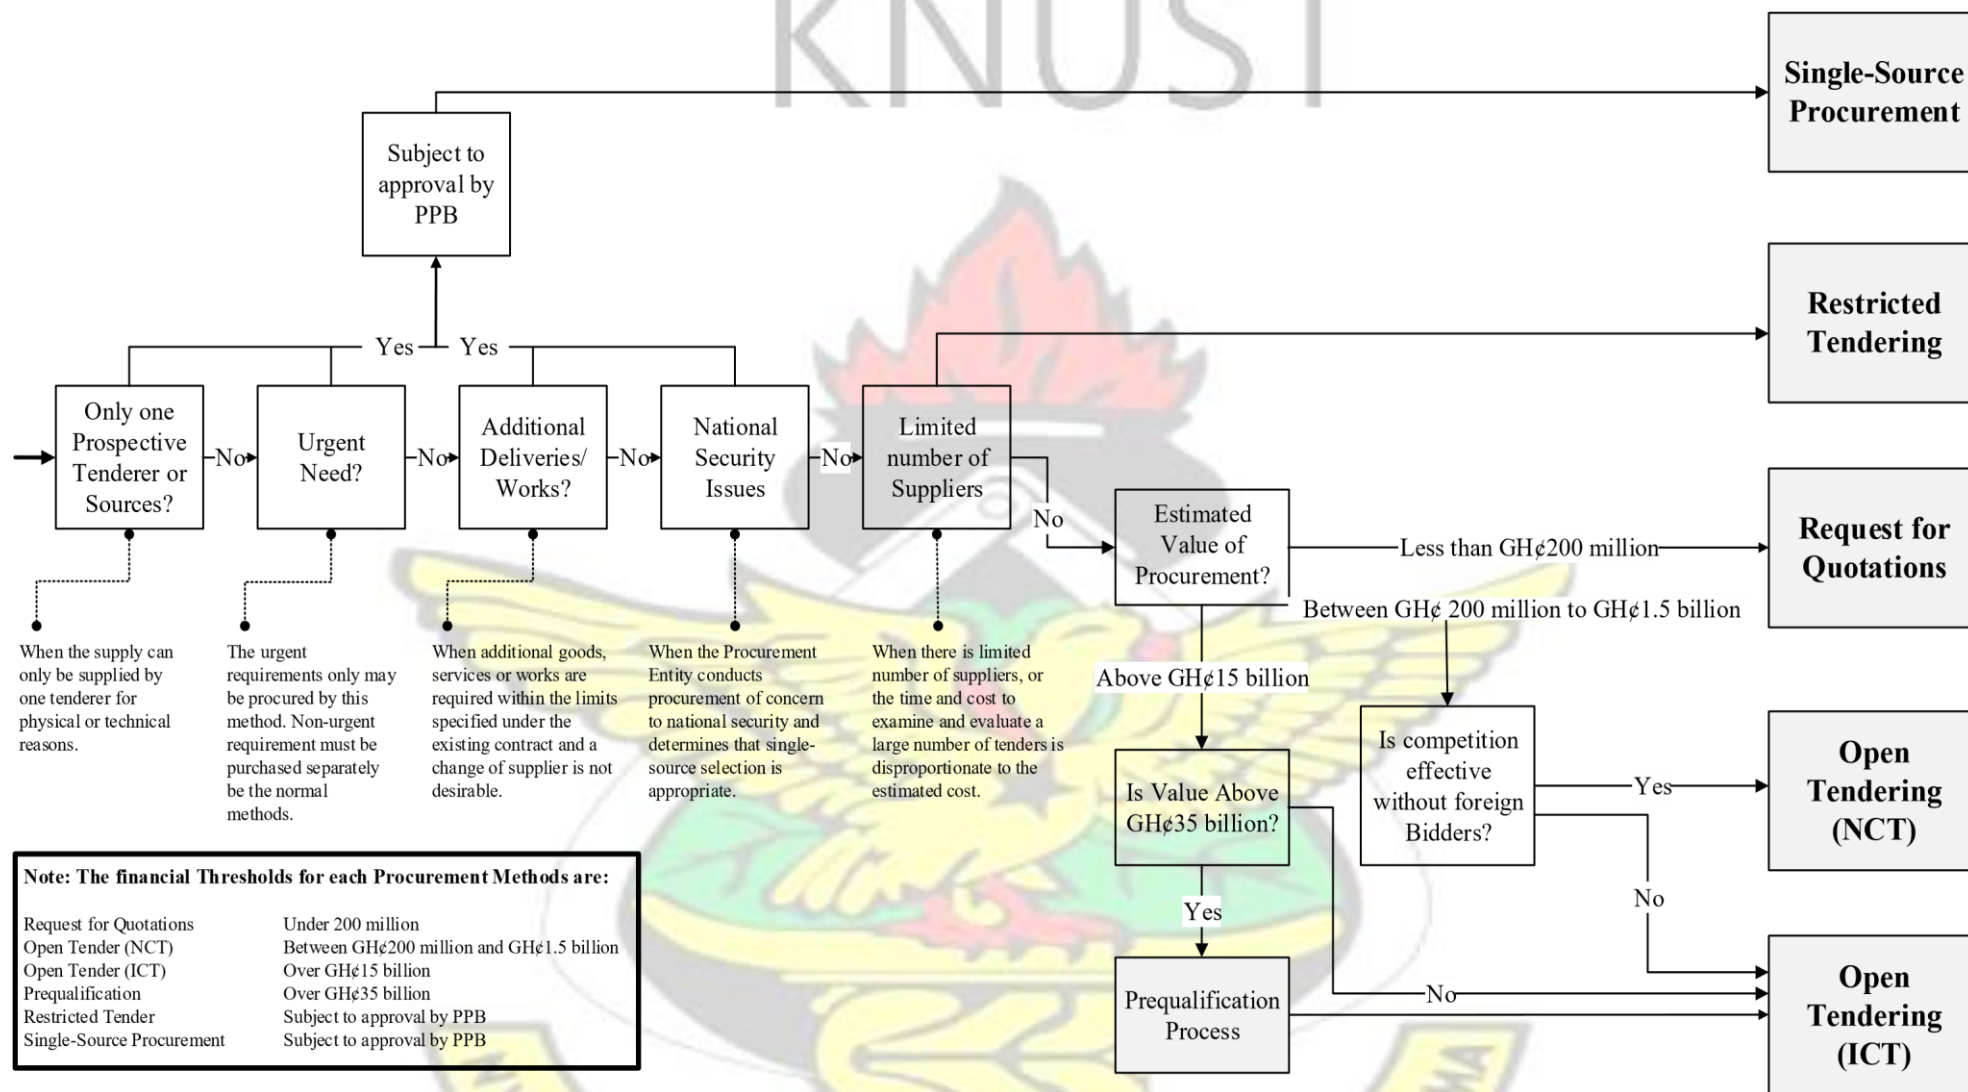 KNUST
Single-Source
Procurement
Subject to
approval by
PPB
Restricted
Tendering
Yes
Yes
Only one
Prospective
Tenderer or
Sources?
No
Urgent
Need?
No
Additional
Deliveries/
Works?
No
National
Security
Issues
No
Limited
number of
Suppliers
No
Estimated
Value of
Procurement?
Less than GH¢200 million
Request for
Quotations
Between GH¢ 200 million to GH¢1.5 billion
Above GH¢15 billion
When the supply can
only be supplied by
one tenderer for
physical or technical
reasons.
The urgent
requirements only may
be procured by this
method. Non-urgent
requirement must be
purchased separately
be the normal
methods.
When additional goods,
services or works are
required within the limits
specified under the
existing contract and a
change of supplier is not
desirable.
When the Procurement
Entity conducts
procurement of concern
to national security and
determines that single-
source selection is
appropriate.
When there is limited
number of suppliers, or
the time and cost to
examine and evaluate a
large number of tenders is
disproportionate to the
estimated cost.
Is Value Above
GH¢35 billion?
Is competition
effective
without foreign
Bidders?
Yes
Open
Tendering
(NCT)
No
Yes
Prequalification
Process
No
Open
Tendering
(ICT)
Note: The financial Thresholds for each Procurement Methods are:
Request for Quotations Under 200 million
Open Tender (NCT) Between GH¢200 million and GH¢1.5 billion
Open Tender (ICT) Over GH¢15 billion
Prequalification Over GH¢35 billion
Restricted Tender Subject to approval by PPB
Single-Source Procurement Subject to approval by PPB